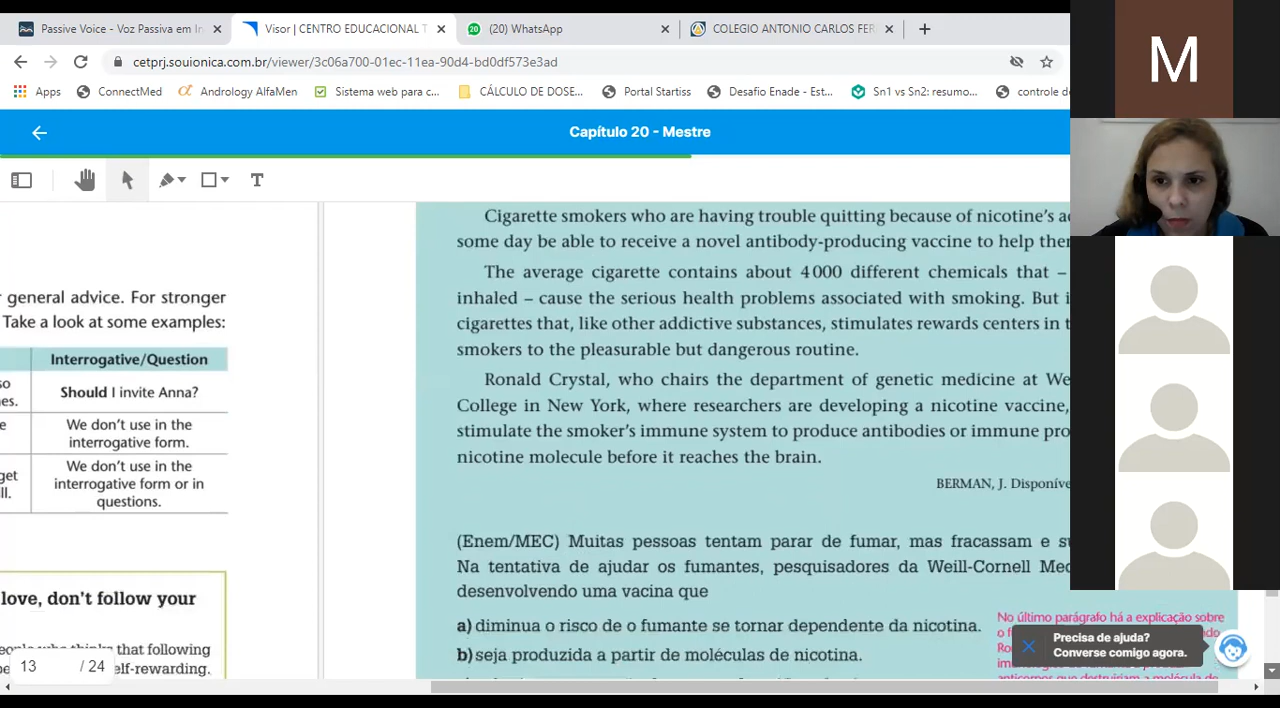 Passive Voice - Voz Passiva em In
Visor | CENTRO EDUCACIONAL T
(20) WhatsApp
COLEGIO ANTONIO CARLOS FER
cetprj.souionica.com.br/viewer/3c06a700-01ec-11ea-90d4-bd0df573e3ad
Apps
ConnectMed
Andrology AlfaMen
Sistema web para c...
CÁLCULO DE DOSE...
Portal Startiss
Desafio Enade - Est...
Sn1 vs Sn2: resumo...
controle d
M
Capítulo 20 - Mestre
T
general advice. For stronger
Take a look at some examples:
Interrogative/Question
so
es.
Should I invite Anna?
e
We don't use in the
interrogative form.
get
ll.
We don't use in the
interrogative form or in
questions.
love, don't follow your
that following
elf-rewarding.
13 / 24
Cigarette smokers who are having trouble quitting because of nicotine's a
some day be able to receive a novel antibody-producing vaccine to help the
The average cigarette contains about 4 000 different chemicals that –
inhaled – cause the serious health problems associated with smoking. But i
cigarettes that, like other addictive substances, stimulates rewards centers in t
smokers to the pleasurable but dangerous routine.
Ronald Crystal, who chairs the department of genetic medicine at We
College in New York, where researchers are developing a nicotine vaccine,
stimulate the smoker's immune system to produce antibodies or immune pro
nicotine molecule before it reaches the brain.
BERMAN, J. Disponíve
(Enem/MEC) Muitas pessoas tentam parar de fumar, mas fracassam e s
Na tentativa de ajudar os fumantes, pesquisadores da Weill-Cornell Med
desenvolvendo uma vacina que
a) diminua o risco de o fumante se tornar dependente da nicotina.
b) seja produzida a partir de moléculas de nicotina.
No último parágrafo há a explicação sobre
Precisa de ajuda?
Converse comigo agora.